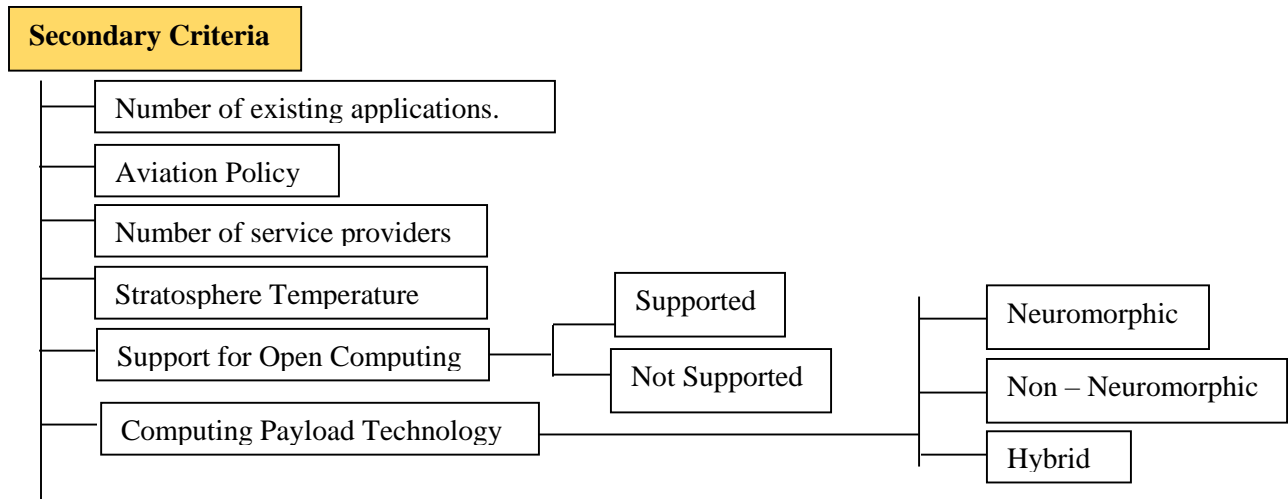 Secondary Criteria
Number of existing applications.
Aviation Policy
Number of service providers
Stratosphere Temperature
Support for Open Computing
Supported
Not Supported
Computing Payload Technology
Neuromorphic
Non – Neuromorphic
Hybrid